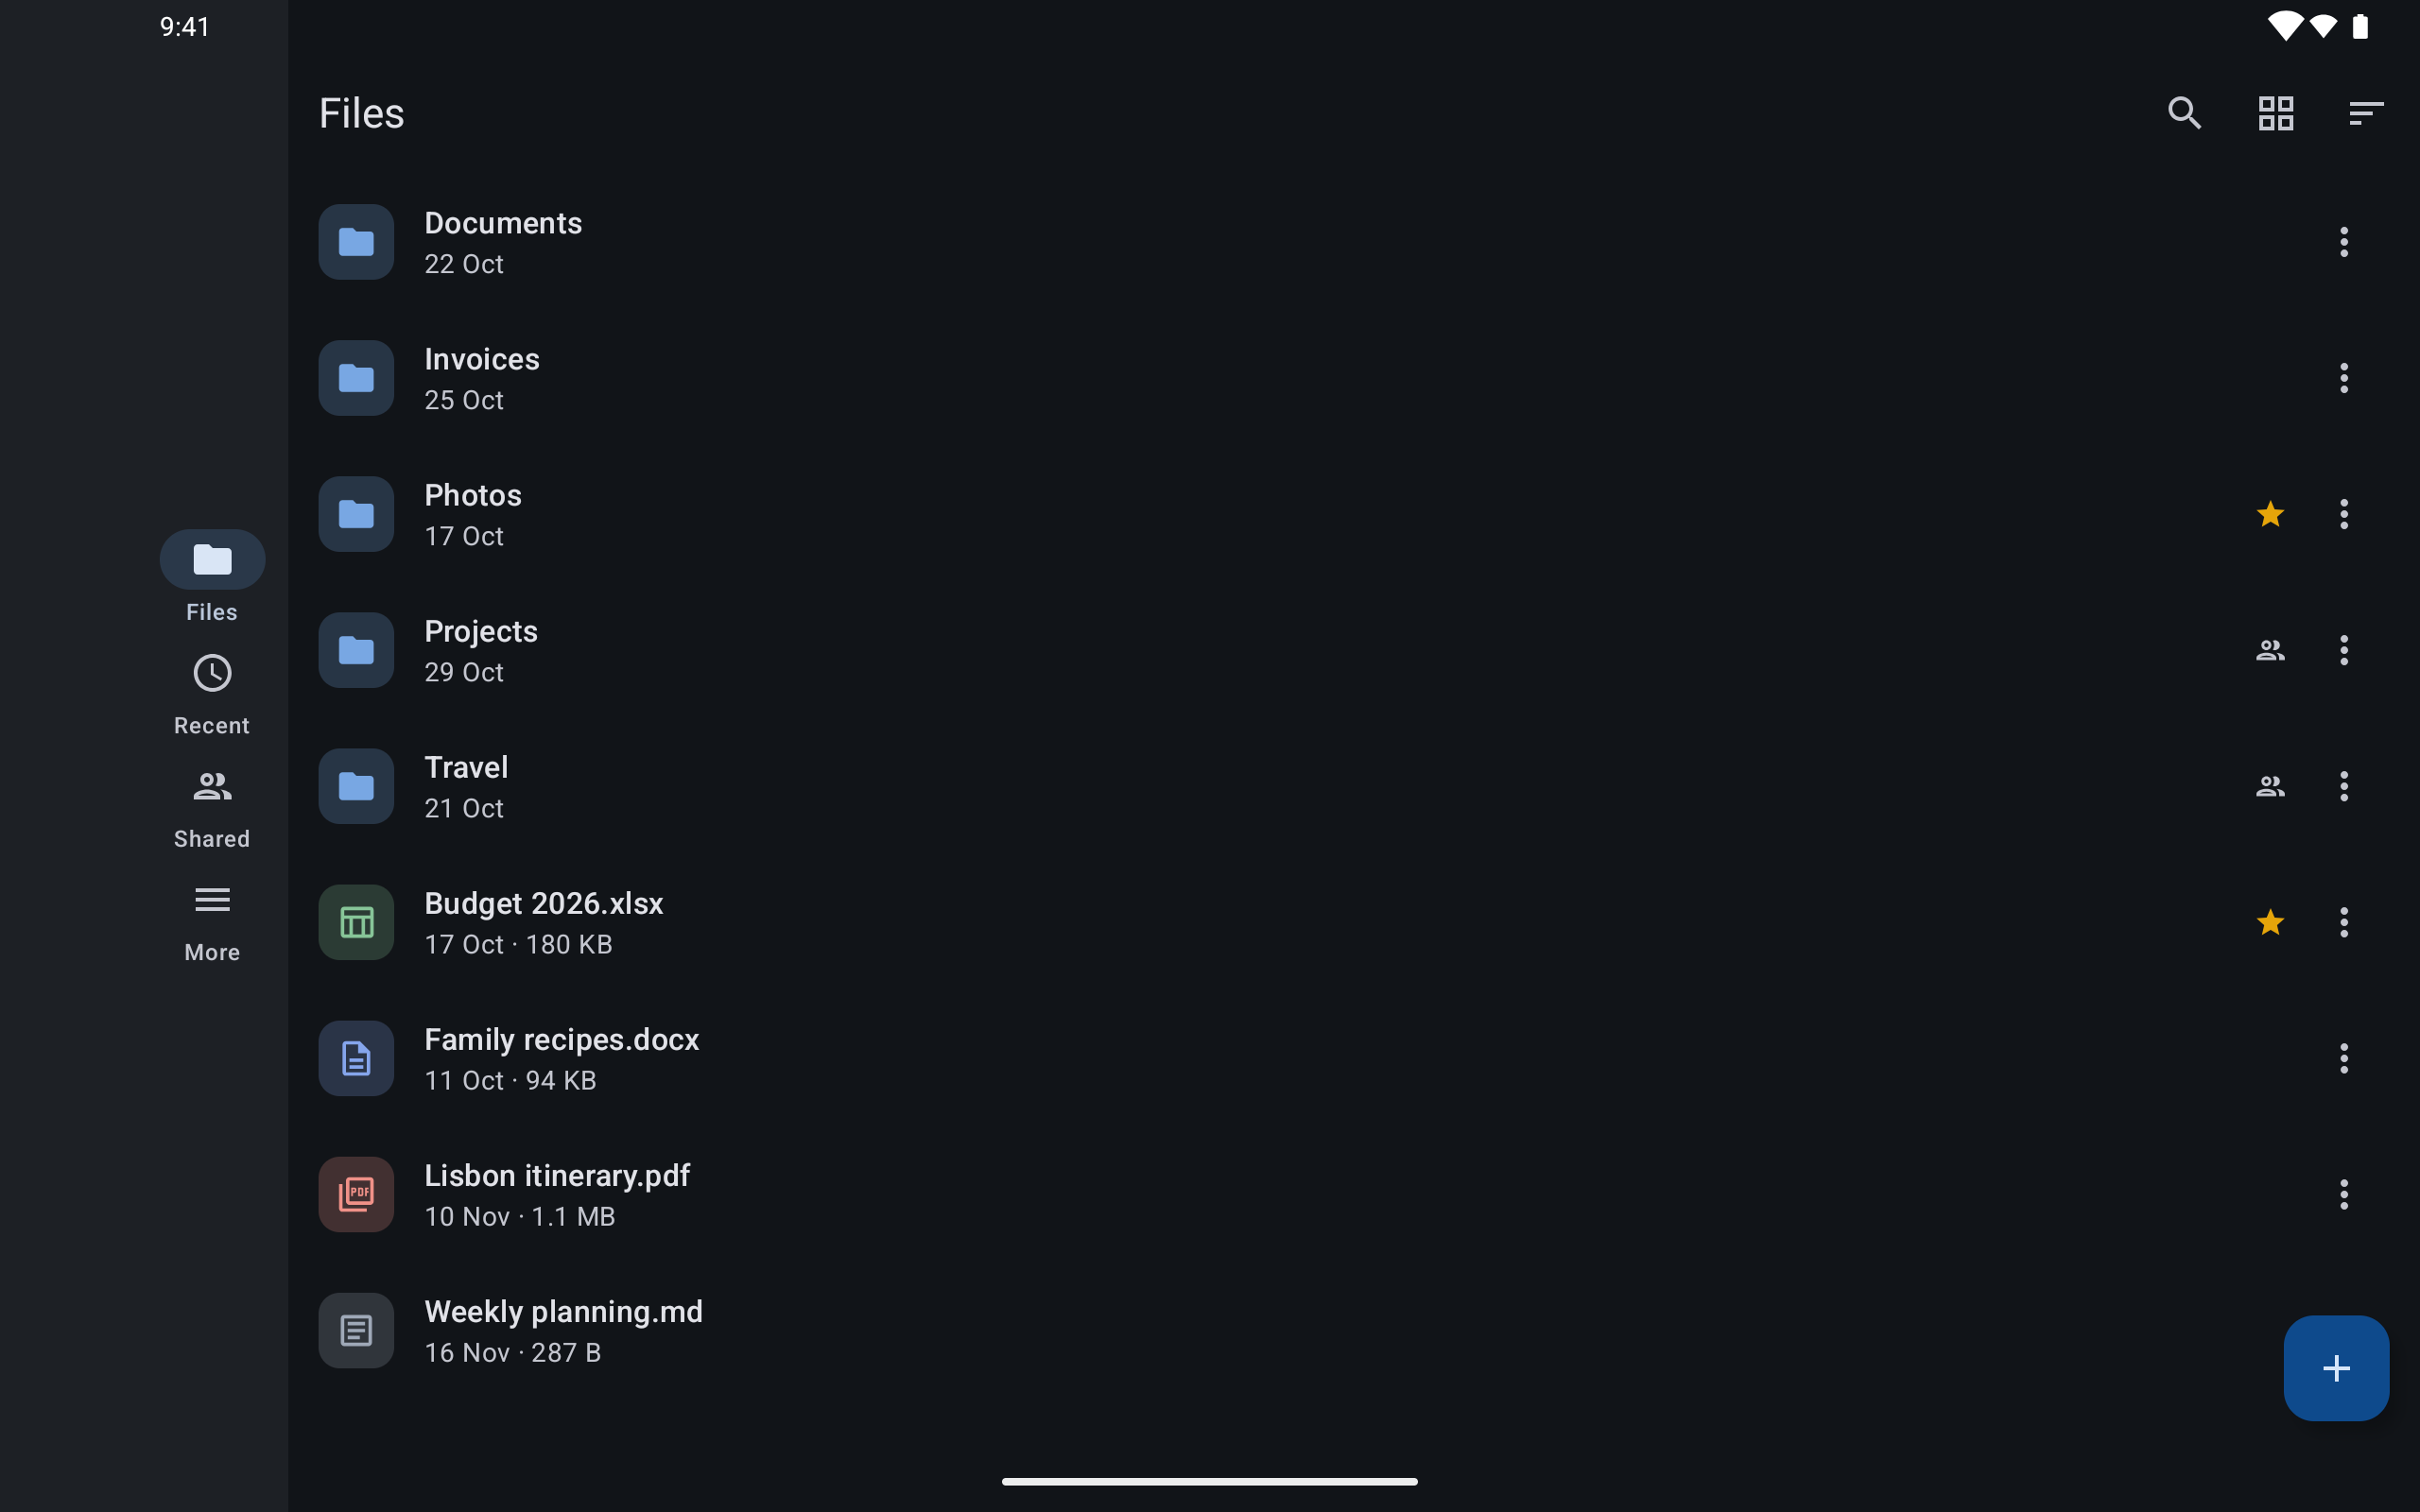 9:41
Files
Documents
22 Oct
Invoices
25 Oct
Photos
17 Oct
Projects
29 Oct
Travel
21 Oct
Budget 2026.xlsx
17 Oct · 180 KB
Family recipes.docx
11 Oct · 94 KB
Lisbon itinerary.pdf
10 Nov · 1.1 MB
Weekly planning.md
16 Nov · 287 B
Files
Recent
Shared
More
PDF